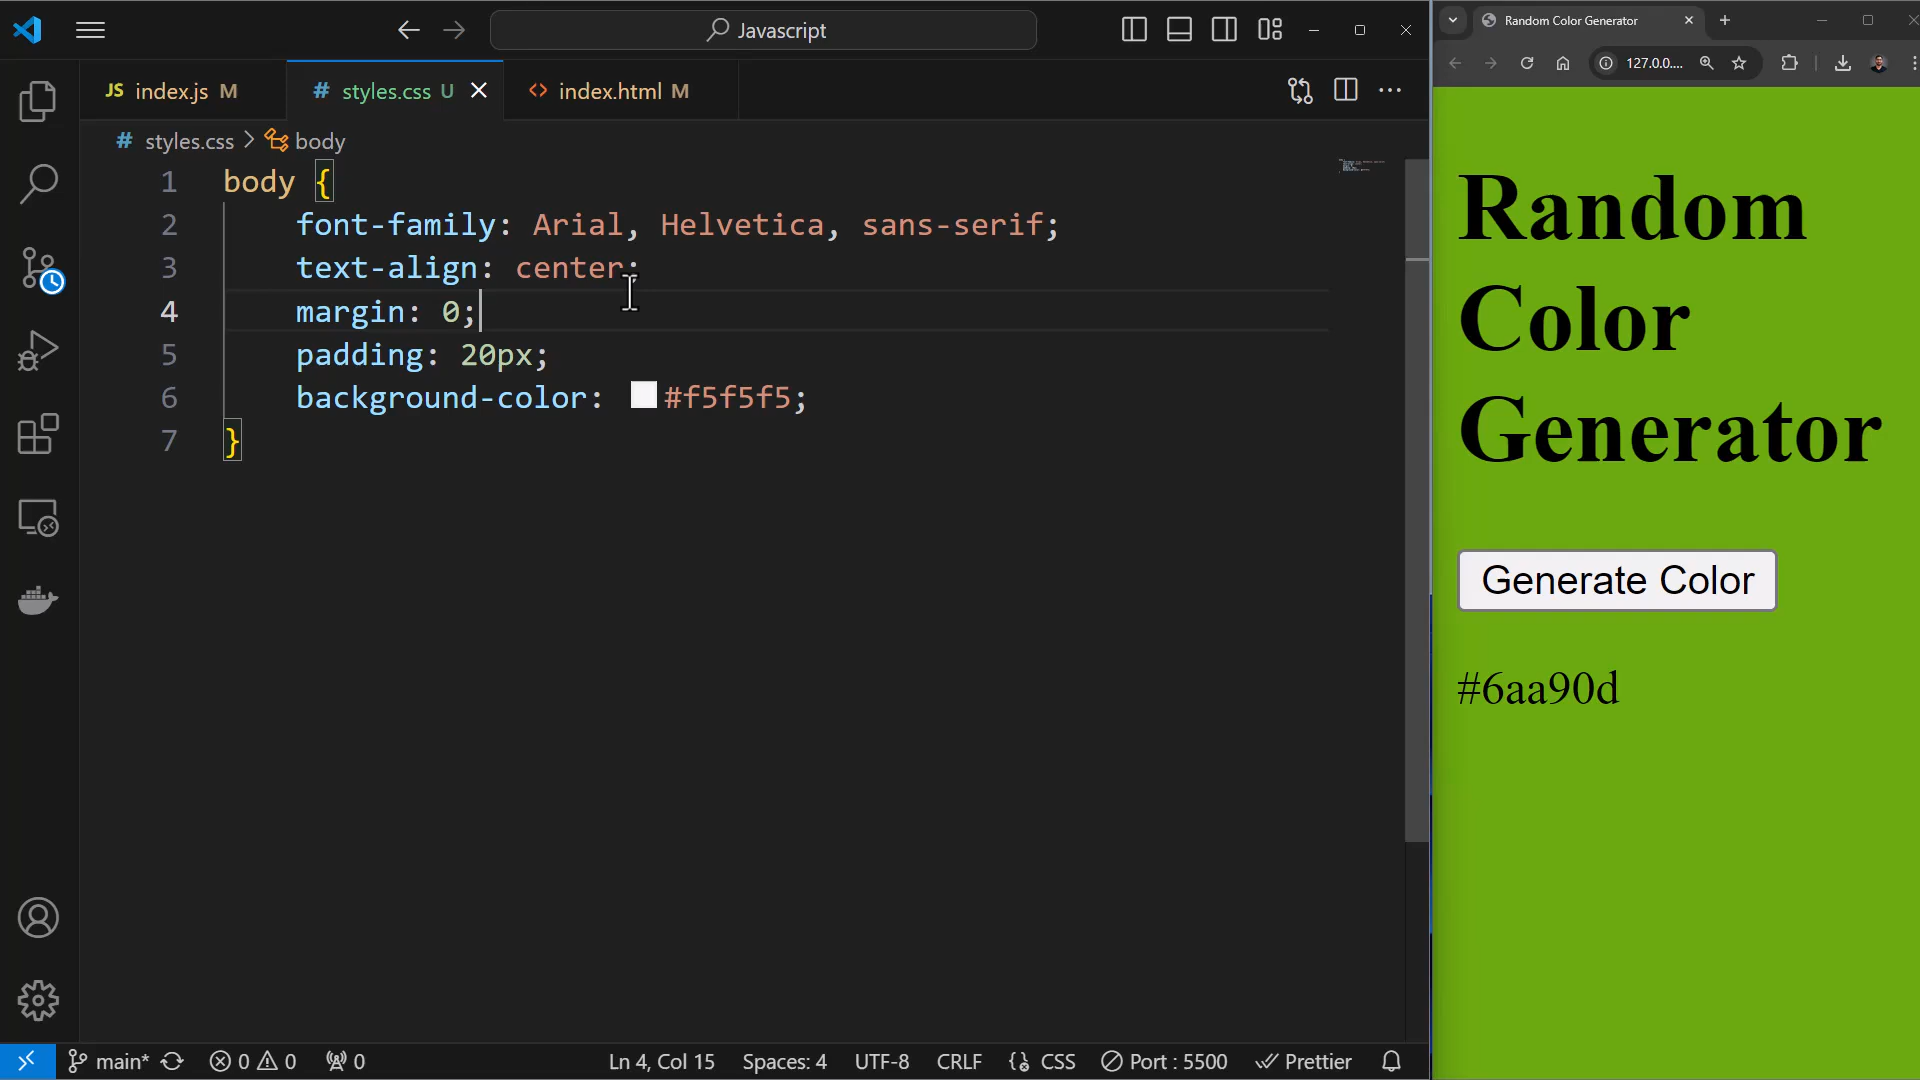 Javascript
JS index.js M
# styles.css U
<> index.html M
# styles.css > body
1 body {
2 font-family: Arial, Helvetica, sans-serif;
3 text-align: center;
4 margin: 0;
5 padding: 20px;
6 background-color: #f5f5f5;
7 }
main* 0 0 0 Ln 4, Col 15 Spaces: 4 UTF-8 CRLF {} CSS Port : 5500 Prettier
Random Color Generator
127.0.0....
Random
Color
Generator
Generate Color
#6aa90d